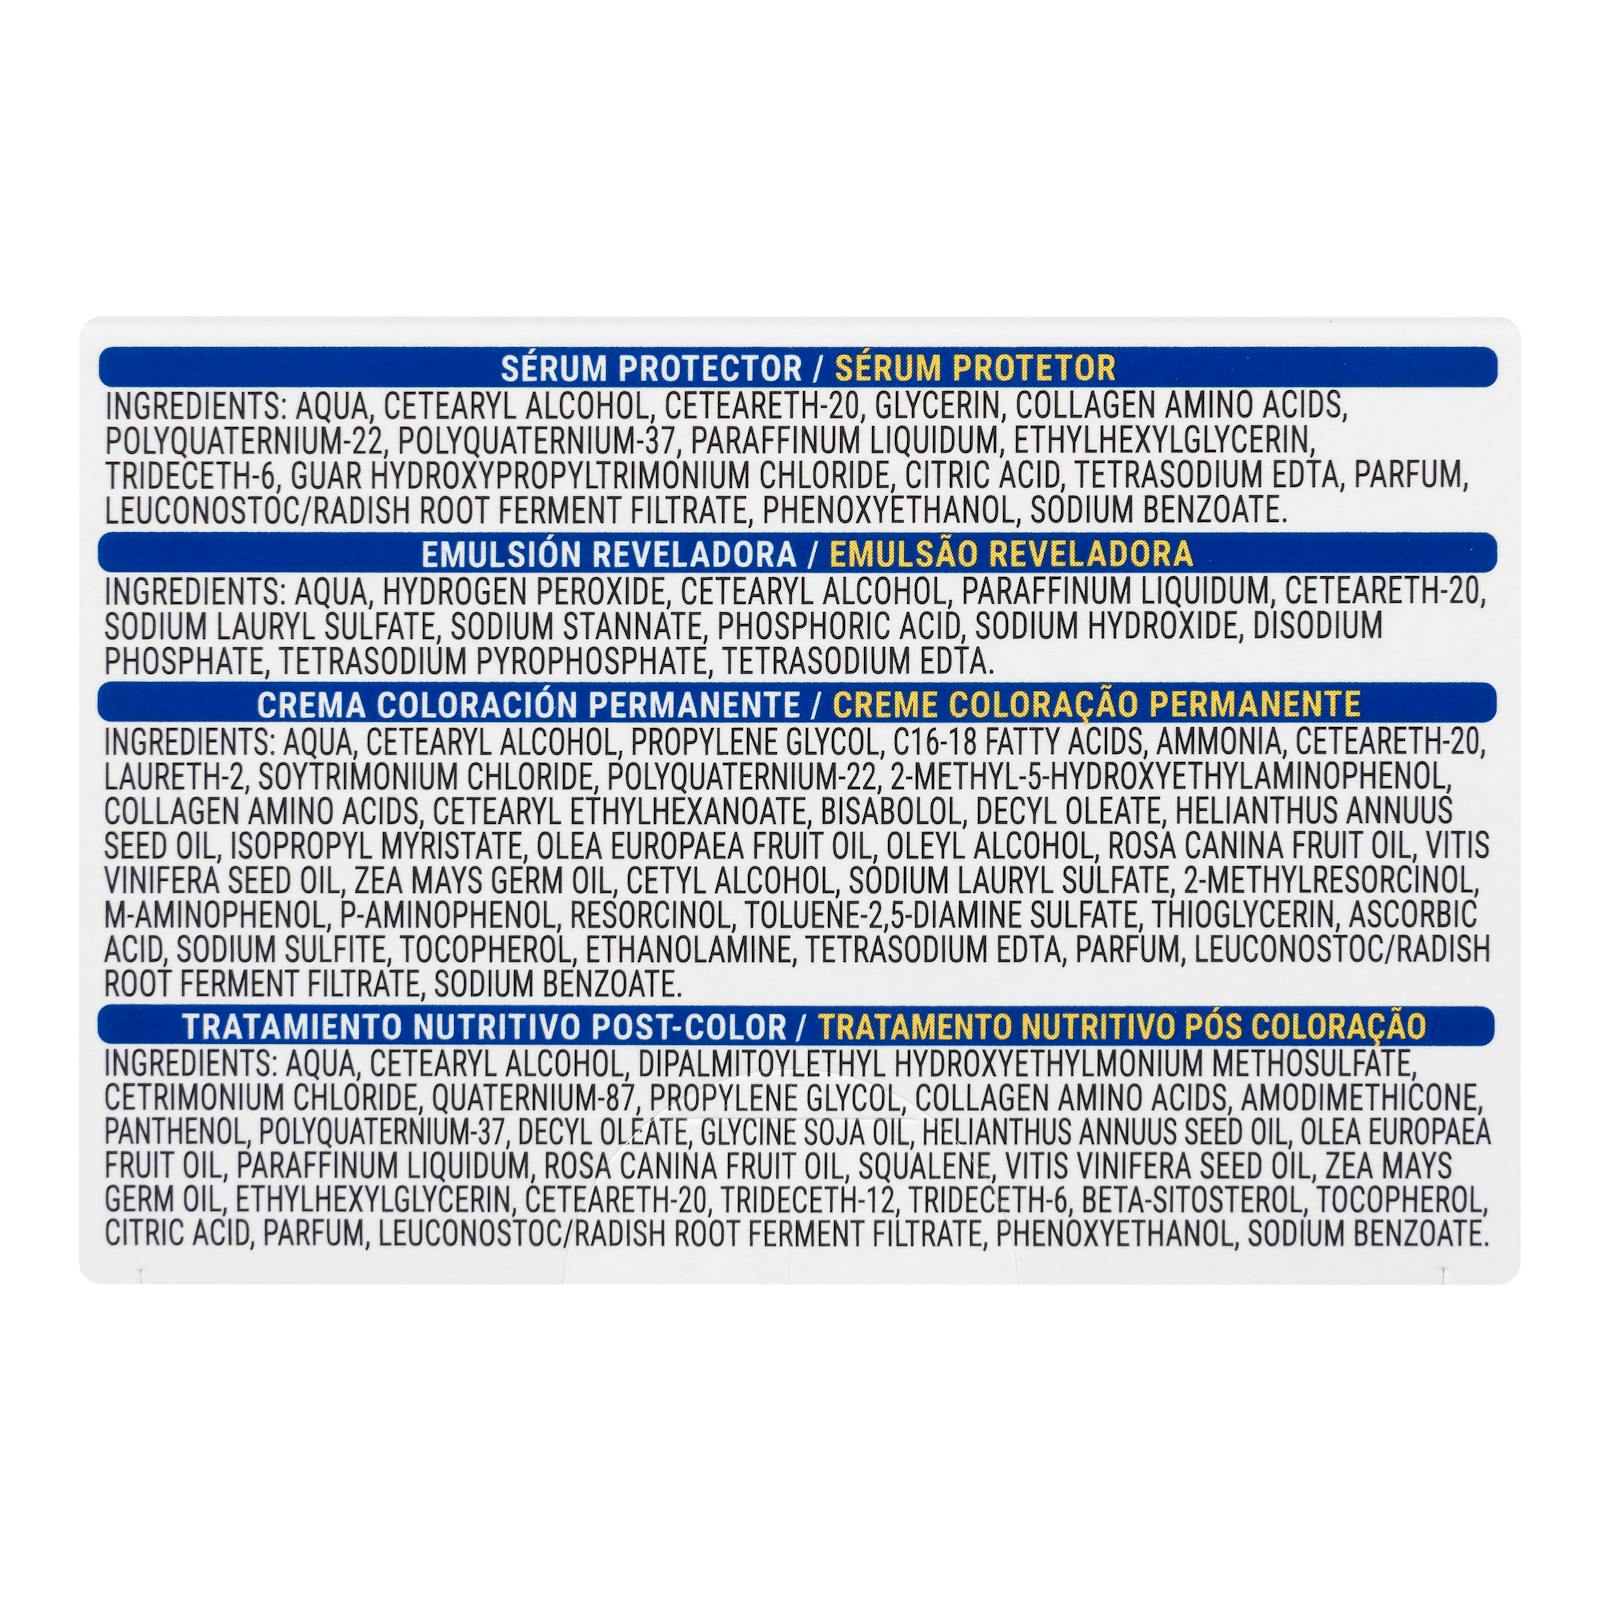 SÉRUM PROTECTOR / SÉRUM PROTETOR
INGREDIENTS: AQUA, CETEARYL ALCOHOL, CETEARETH-20, GLYCERIN, COLLAGEN AMINO ACIDS,
POLYQUATERNIUM-22, POLYQUATERNIUM-37, PARAFFINUM LIQUIDUM, ETHYLHEXYLGLYCERIN,
TRIDECETH-6, GUAR HYDROXYPROPYLTRIMONIUM CHLORIDE, CITRIC ACID, TETRASODIUM EDTA, PARFUM,
LEUCONOSTOC/RADISH ROOT FERMENT FILTRATE, PHENOXYETHANOL, SODIUM BENZOATE.
EMULSIÓN REVELADORA / EMULSÃO REVELADORA
INGREDIENTS: AQUA, HYDROGEN PEROXIDE, CETEARYL ALCOHOL, PARAFFINUM LIQUIDUM, CETEARETH-20,
SODIUM LAURYL SULFATE, SODIUM STANNATE, PHOSPHORIC ACID, SODIUM HYDROXIDE, DISODIUM
PHOSPHATE, TETRASODIUM PYROPHOSPHATE, TETRASODIUM EDTA.
CREMA COLORACIÓN PERMANENTE / CREME COLORAÇÃO PERMANENTE
INGREDIENTS: AQUA, CETEARYL ALCOHOL, PROPYLENE GLYCOL, C16-18 FATTY ACIDS, AMMONIA, CETEARETH-20,
LAURETH-2, SOYTRIMONIUM CHLORIDE, POLYQUATERNIUM-22, 2-METHYL-5-HYDROXYETHYLAMINOPHENOL,
COLLAGEN AMINO ACIDS, CETEARYL ETHYLHEXANOATE, BISABOLOL, DECYL OLEATE, HELIANTHUS ANNUUS
SEED OIL, ISOPROPYL MYRISTATE, OLEA EUROPAEA FRUIT OIL, OLEYL ALCOHOL, ROSA CANINA FRUIT OIL, VITIS
VINIFERA SEED OIL, ZEA MAYS GERM OIL, CETYL ALCOHOL, SODIUM LAURYL SULFATE, 2-METHYLRESORCINOL,
M-AMINOPHENOL, P-AMINOPHENOL, RESORCINOL, TOLUENE-2,5-DIAMINE SULFATE, THIOGLYCERIN, ASCORBIC
ACID, SODIUM SULFITE, TOCOPHEROL, ETHANOLAMINE, TETRASODIUM EDTA, PARFUM, LEUCONOSTOC/RADISH
ROOT FERMENT FILTRATE, SODIUM BENZOATE.
TRATAMIENTO NUTRITIVO POST-COLOR / TRATAMENTO NUTRITIVO PÓS COLORAÇÃO
INGREDIENTS: AQUA, CETEARYL ALCOHOL, DIPALMITOYLETHYL HYDROXYETHYLMONIUM METHOSULFATE,
CETRIMONIUM CHLORIDE, QUATERNIUM-87, PROPYLENE GLYCOL, COLLAGEN AMINO ACIDS, AMODIMETHICONE,
PANTHENOL, POLYQUATERNIUM-37, DECYL OLEATE, GLYCINE SOJA OIL, HELIANTHUS ANNUUS SEED OIL, OLEA EUROPAEA
FRUIT OIL, PARAFFINUM LIQUIDUM, ROSA CANINA FRUIT OIL, SQUALENE, VITIS VINIFERA SEED OIL, ZEA MAYS
GERM OIL, ETHYLHEXYLGLYCERIN, CETEARETH-20, TRIDECETH-12, TRIDECETH-6, BETA-SITOSTEROL, TOCOPHEROL,
CITRIC ACID, PARFUM, LEUCONOSTOC/RADISH ROOT FERMENT FILTRATE, PHENOXYETHANOL, SODIUM BENZOATE.